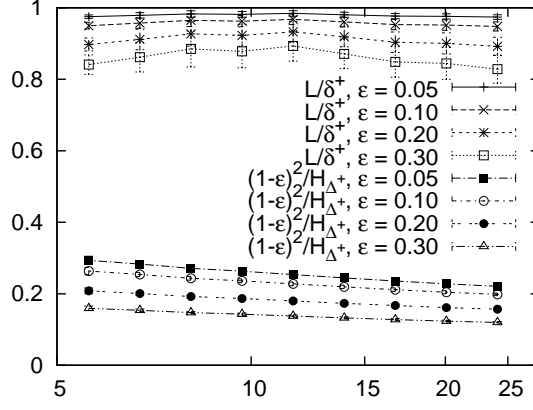 1
0.8
0.6
0.4
0.2
0
L/δ⁺, ε = 0.05
L/δ⁺, ε = 0.10
L/δ⁺, ε = 0.20
L/δ⁺, ε = 0.30
(1-ε)²/H_Δ⁺, ε = 0.05
(1-ε)²/H_Δ⁺, ε = 0.10
(1-ε)²/H_Δ⁺, ε = 0.20
(1-ε)²/H_Δ⁺, ε = 0.30
5 10 15 20 25